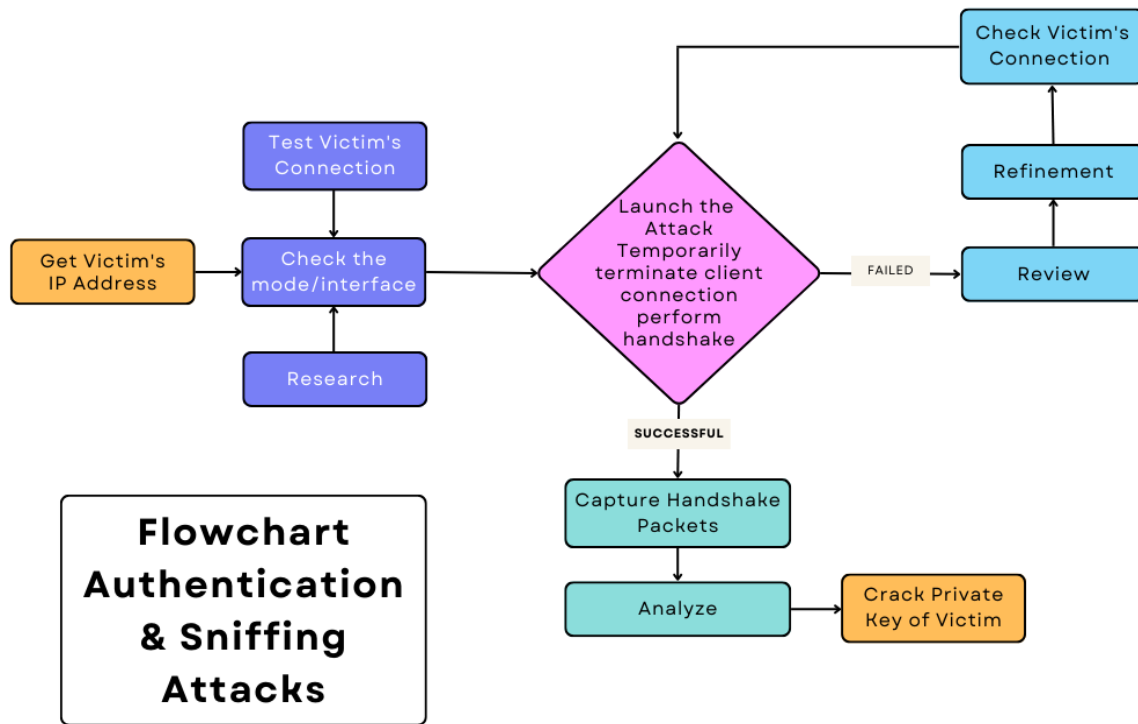 Check Victim's
Connection
Test Victim's
Connection
Refinement
Launch the
Attack
Temporarily
terminate client
connection
perform
handshake
Get Victim's
IP Address
Check the
mode/interface
FAILED
Review
Research
SUCCESSFUL
Capture Handshake
Packets
Analyze
Crack Private
Key of Victim
Flowchart
Authentication
& Sniffing
Attacks